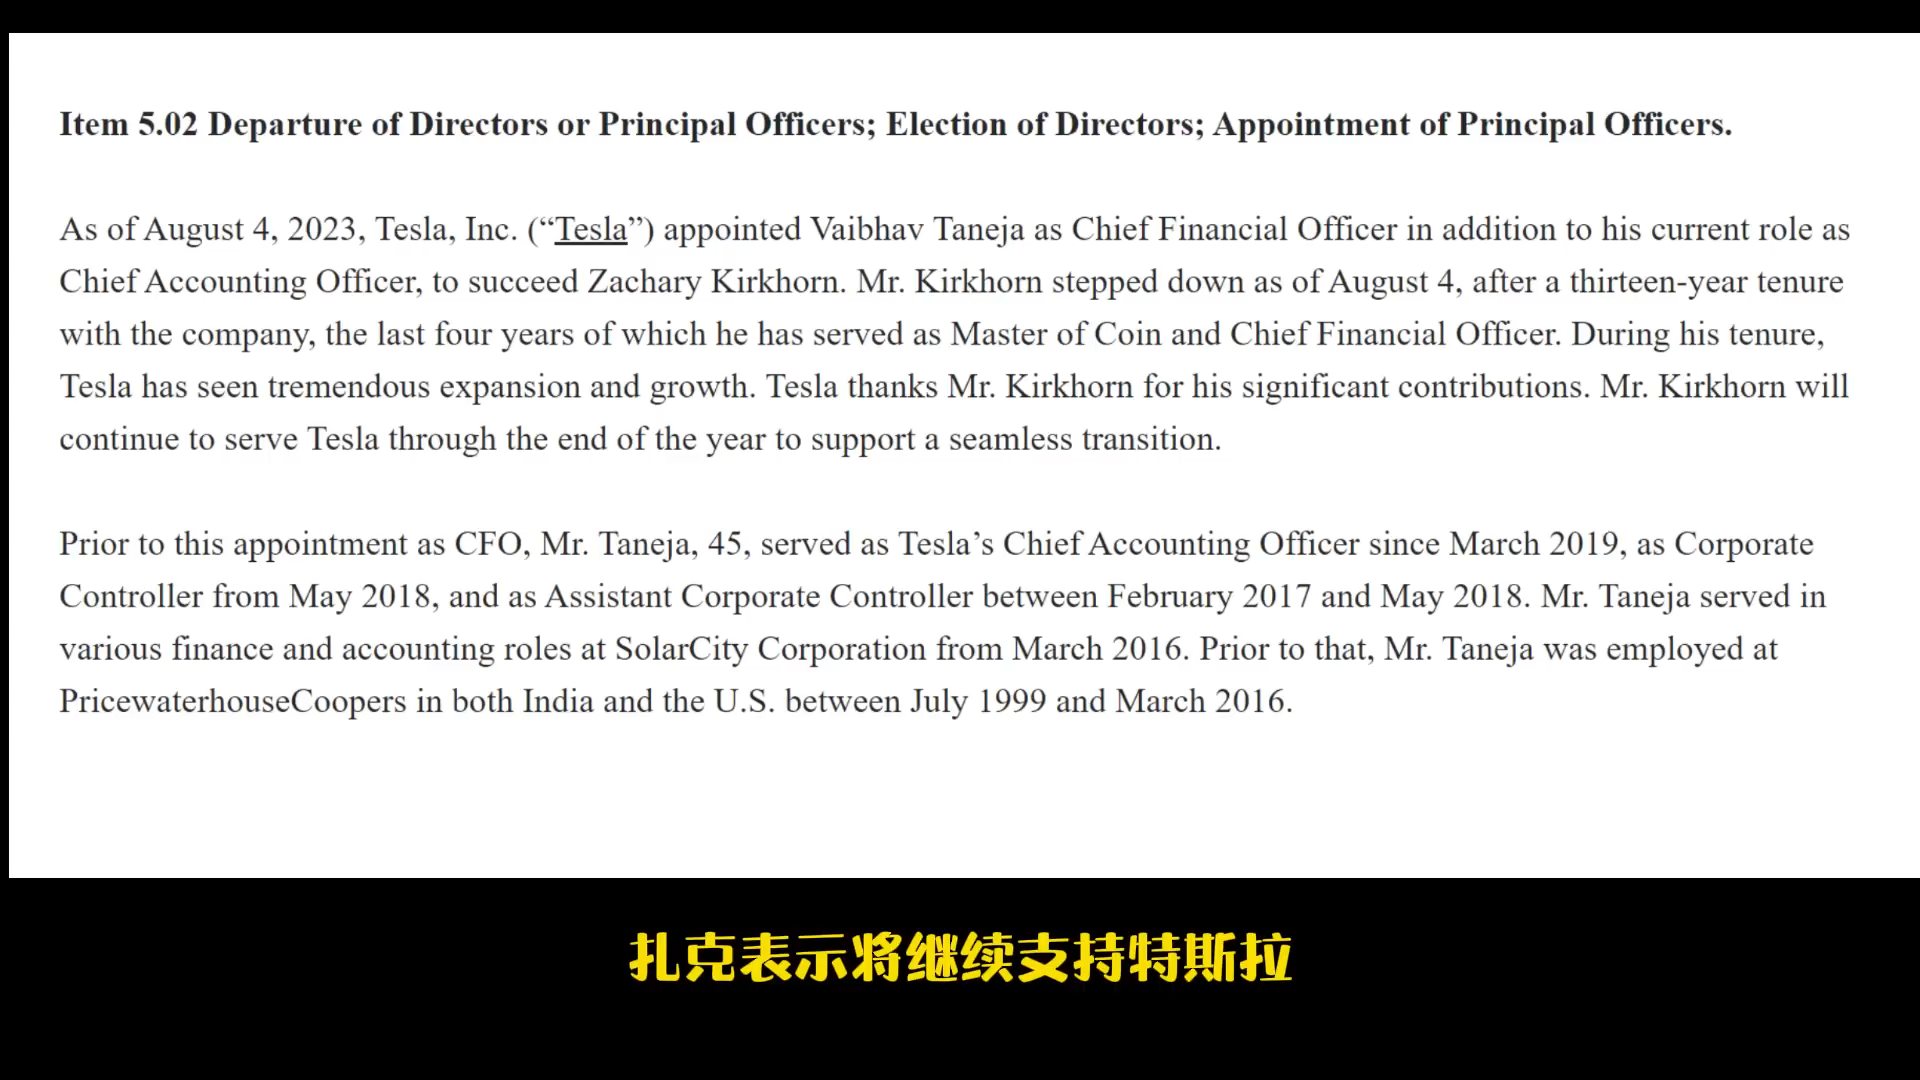 Item 5.02 Departure of Directors or Principal Officers; Election of Directors; Appointment of Principal Officers.
As of August 4, 2023, Tesla, Inc. (“Tesla”) appointed Vaibhav Taneja as Chief Financial Officer in addition to his current role as
Chief Accounting Officer, to succeed Zachary Kirkhorn. Mr. Kirkhorn stepped down as of August 4, after a thirteen-year tenure
with the company, the last four years of which he has served as Master of Coin and Chief Financial Officer. During his tenure,
Tesla has seen tremendous expansion and growth. Tesla thanks Mr. Kirkhorn for his significant contributions. Mr. Kirkhorn will
continue to serve Tesla through the end of the year to support a seamless transition.
Prior to this appointment as CFO, Mr. Taneja, 45, served as Tesla’s Chief Accounting Officer since March 2019, as Corporate
Controller from May 2018, and as Assistant Corporate Controller between February 2017 and May 2018. Mr. Taneja served in
various finance and accounting roles at SolarCity Corporation from March 2016. Prior to that, Mr. Taneja was employed at
PricewaterhouseCoopers in both India and the U.S. between July 1999 and March 2016.
扎克表示将继续支持特斯拉